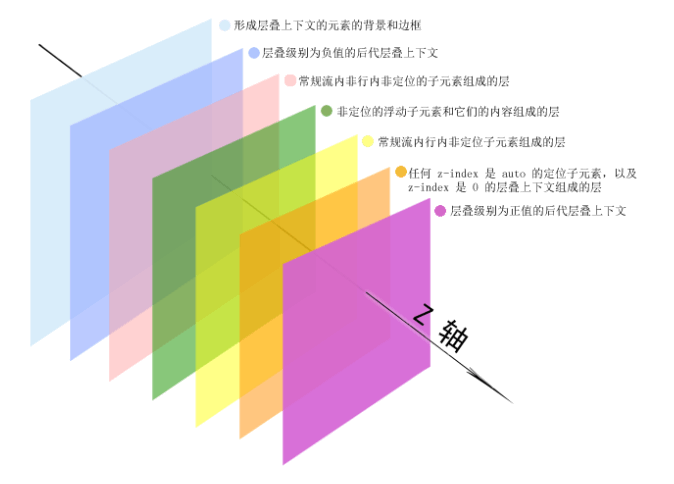 形成层叠上下文的元素的背景和边框
层叠级别为负值的后代层叠上下文
常规流内非行内非定位的子元素组成的层
非定位的浮动子元素和它们的内容组成的层
常规流内行内非定位子元素组成的层
任何 z-index 是 auto 的定位子元素，以及
z-index 是 0 的层叠上下文组成的层
层叠级别为正值的后代层叠上下文
Z 轴